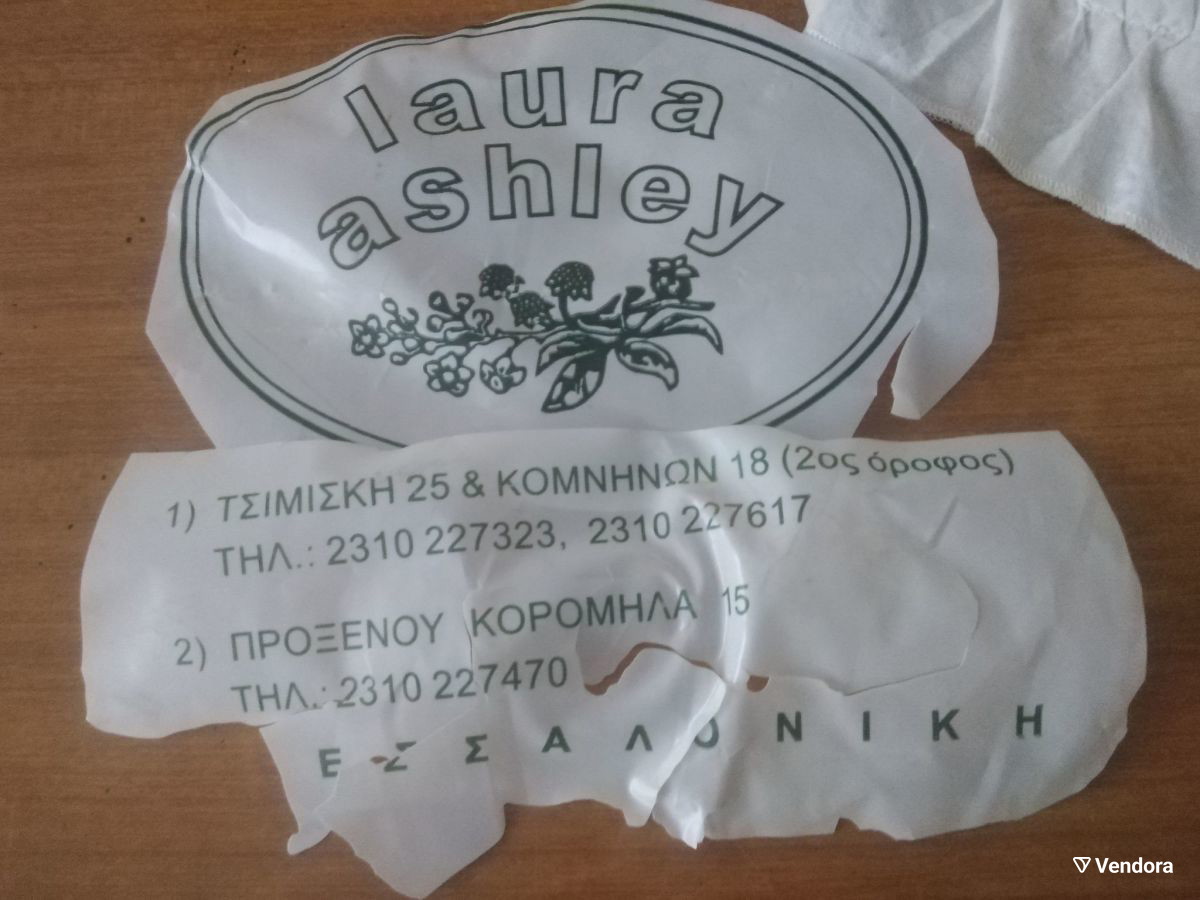 laura
ashley
1) ΤΣΙΜΙΣΚΗ 25 & ΚΟΜΝΗΝΩΝ 18 (2ος όροφος)
ΤΗΛ.: 2310 227323, 2310 227617
2) ΠΡΟΞΕΝΟΥ ΚΟΡΟΜΗΛΑ 15
ΤΗΛ.: 2310 227470
ΕΣΣΑΛΟΝΙΚΗ
Vendora